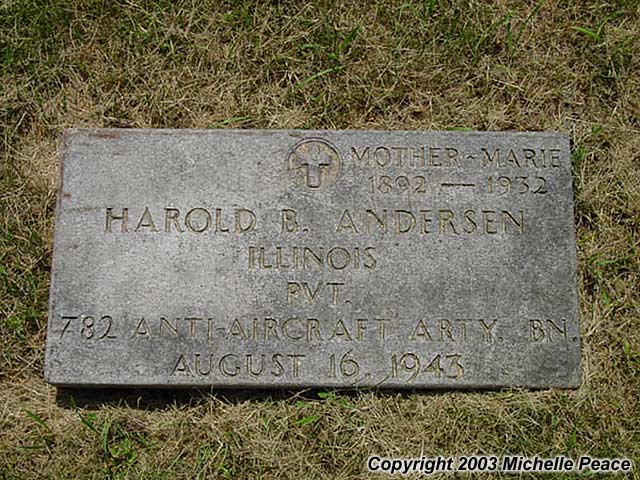 MOTHER-MARIE
1892 — 1932
HAROLD B. ANDERSEN
ILLINOIS
PVT.
782 ANTI-AIRCRAFT ARTY. BN.
AUGUST 16, 1943
Copyright 2003 Michelle Peace